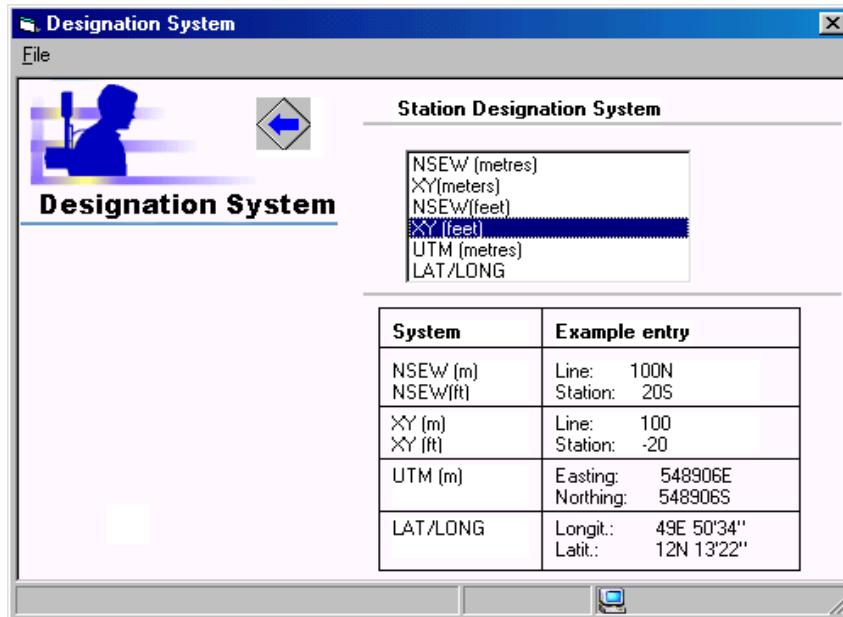 Designation System
File
Designation System
Station Designation System
NSEW (metres)
XY(meters)
NSEW(feet)
XY (feet)
UTM (metres)
LAT/LONG
System Example entry
NSEW (m) Line: 100N
NSEW(ft) Station: 20S
XY (m) Line: 100
XY (ft) Station: -20
UTM (m) Easting: 548906E
Northing: 548906S
LAT/LONG Longit.: 49E 50'34"
Latit.: 12N 13'22"